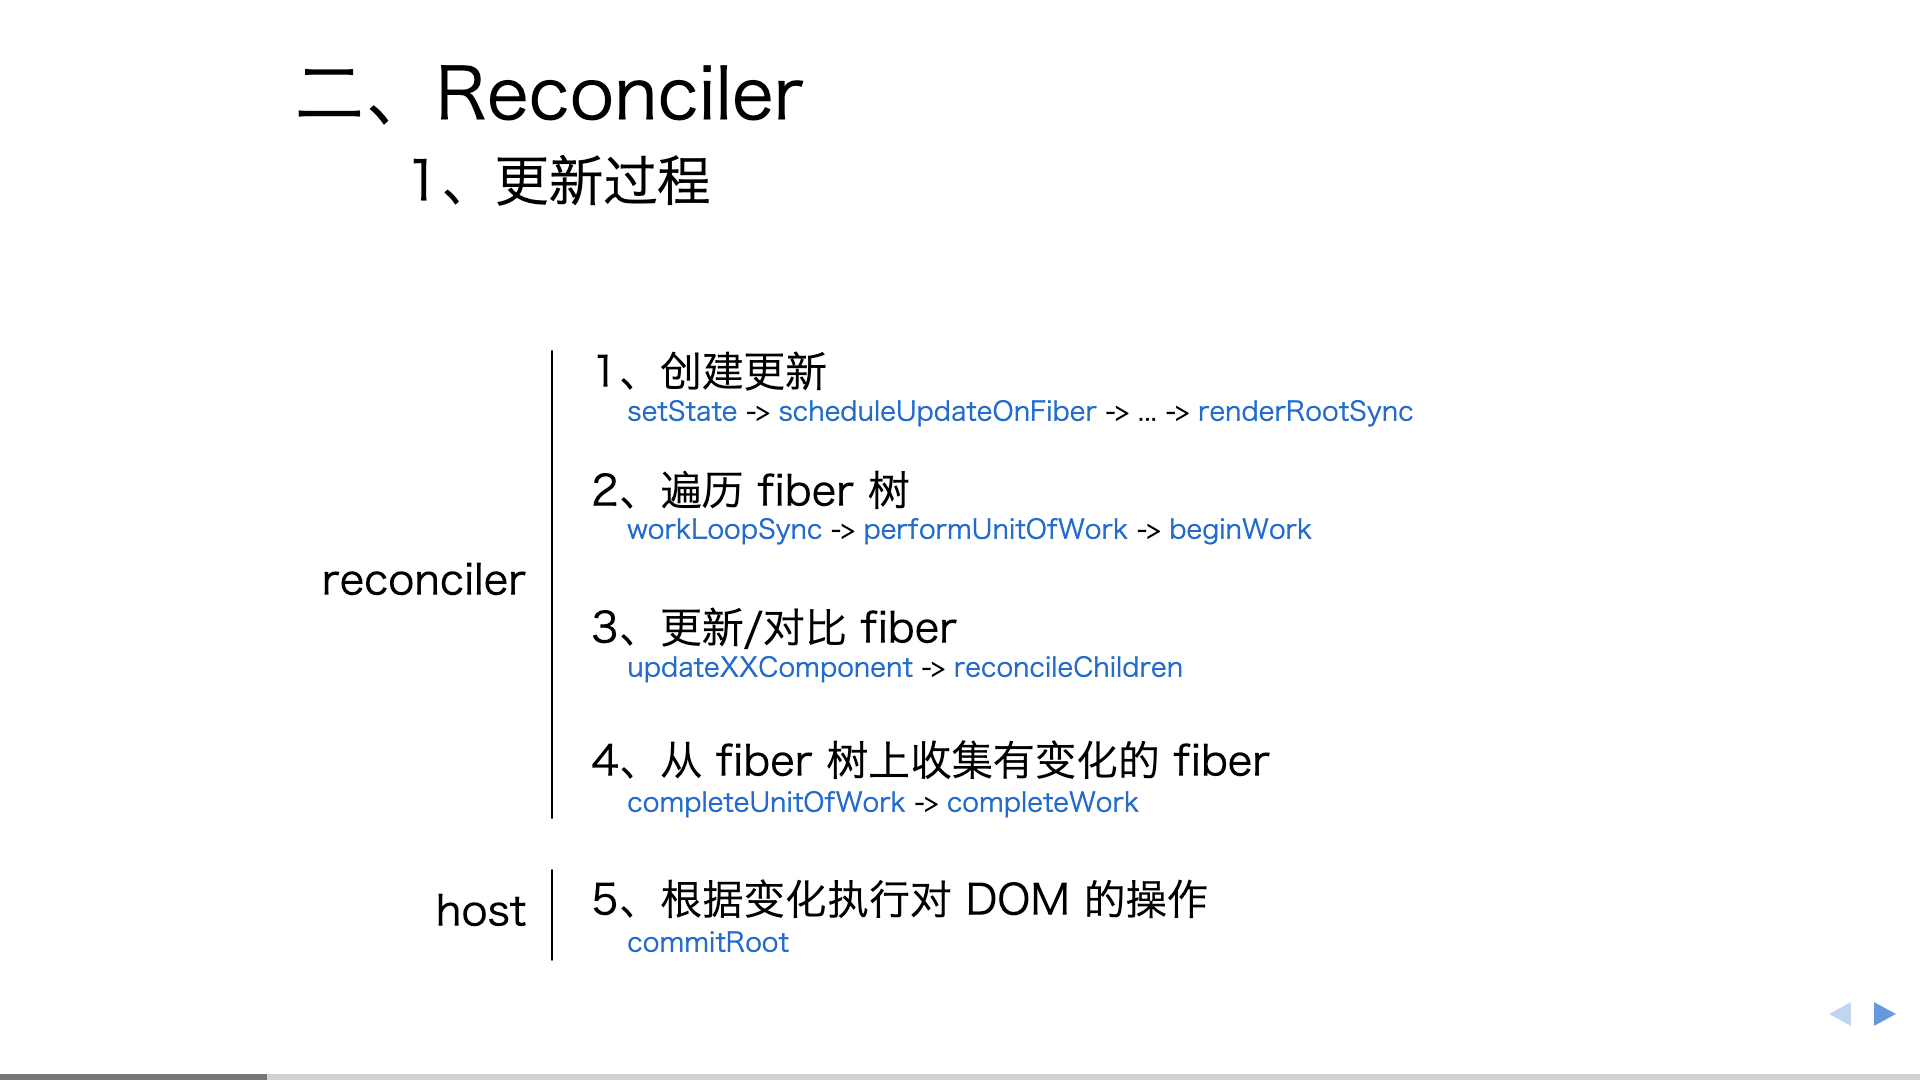 二、Reconciler
1、更新过程
1、创建更新
setState -> scheduleUpdateOnFiber -> ... -> renderRootSync
2、遍历 fiber 树
workLoopSync -> performUnitOfWork -> beginWork
reconciler
3、更新/对比 fiber
updateXXComponent -> reconcileChildren
4、从 fiber 树上收集有变化的 fiber
completeUnitOfWork -> completeWork
host
5、根据变化执行对 DOM 的操作
commitRoot